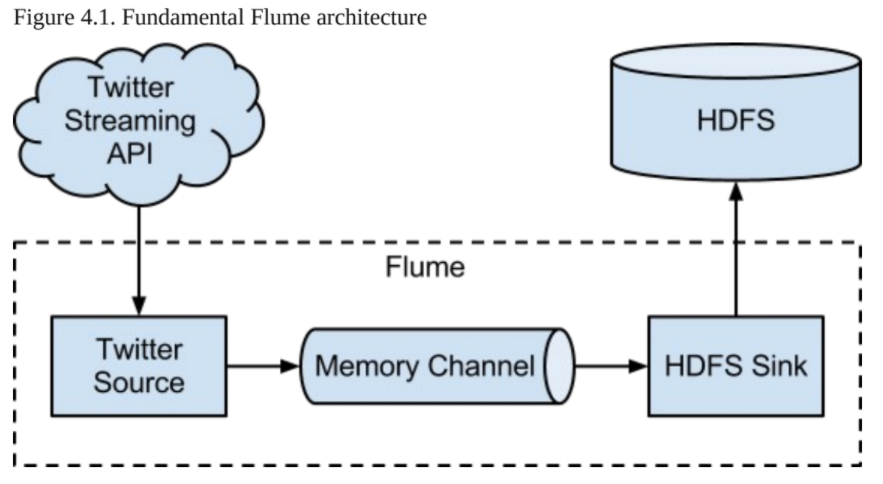 Figure 4.1. Fundamental Flume architecture
Twitter
Streaming
API
HDFS
Flume
Twitter
Source
Memory Channel
HDFS Sink